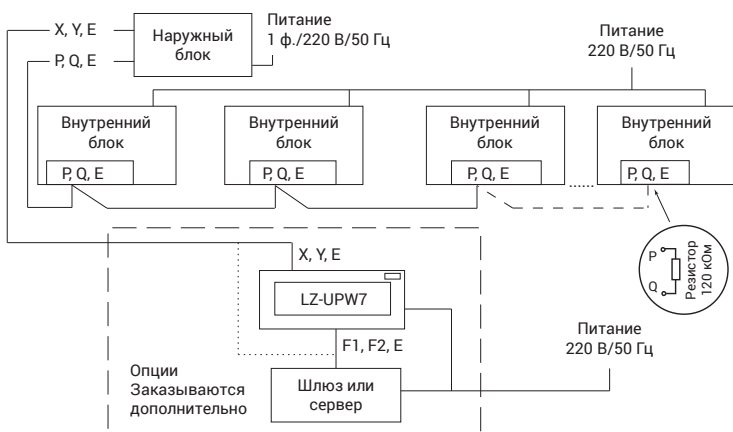 X, Y, E
P, Q, E
Наружный
блок
Питание
1 ф./220 В/50 Гц
Питание
220 В/50 Гц
Внутренний
блок
P, Q, E
Внутренний
блок
P, Q, E
Внутренний
блок
P, Q, E
Внутренний
блок
P, Q, E
P
Q
Резистор
120 кОм
X, Y, E
LZ-UPW7
F1, F2, E
Шлюз или
сервер
Опции
Заказываются
дополнительно
Питание
220 В/50 Гц